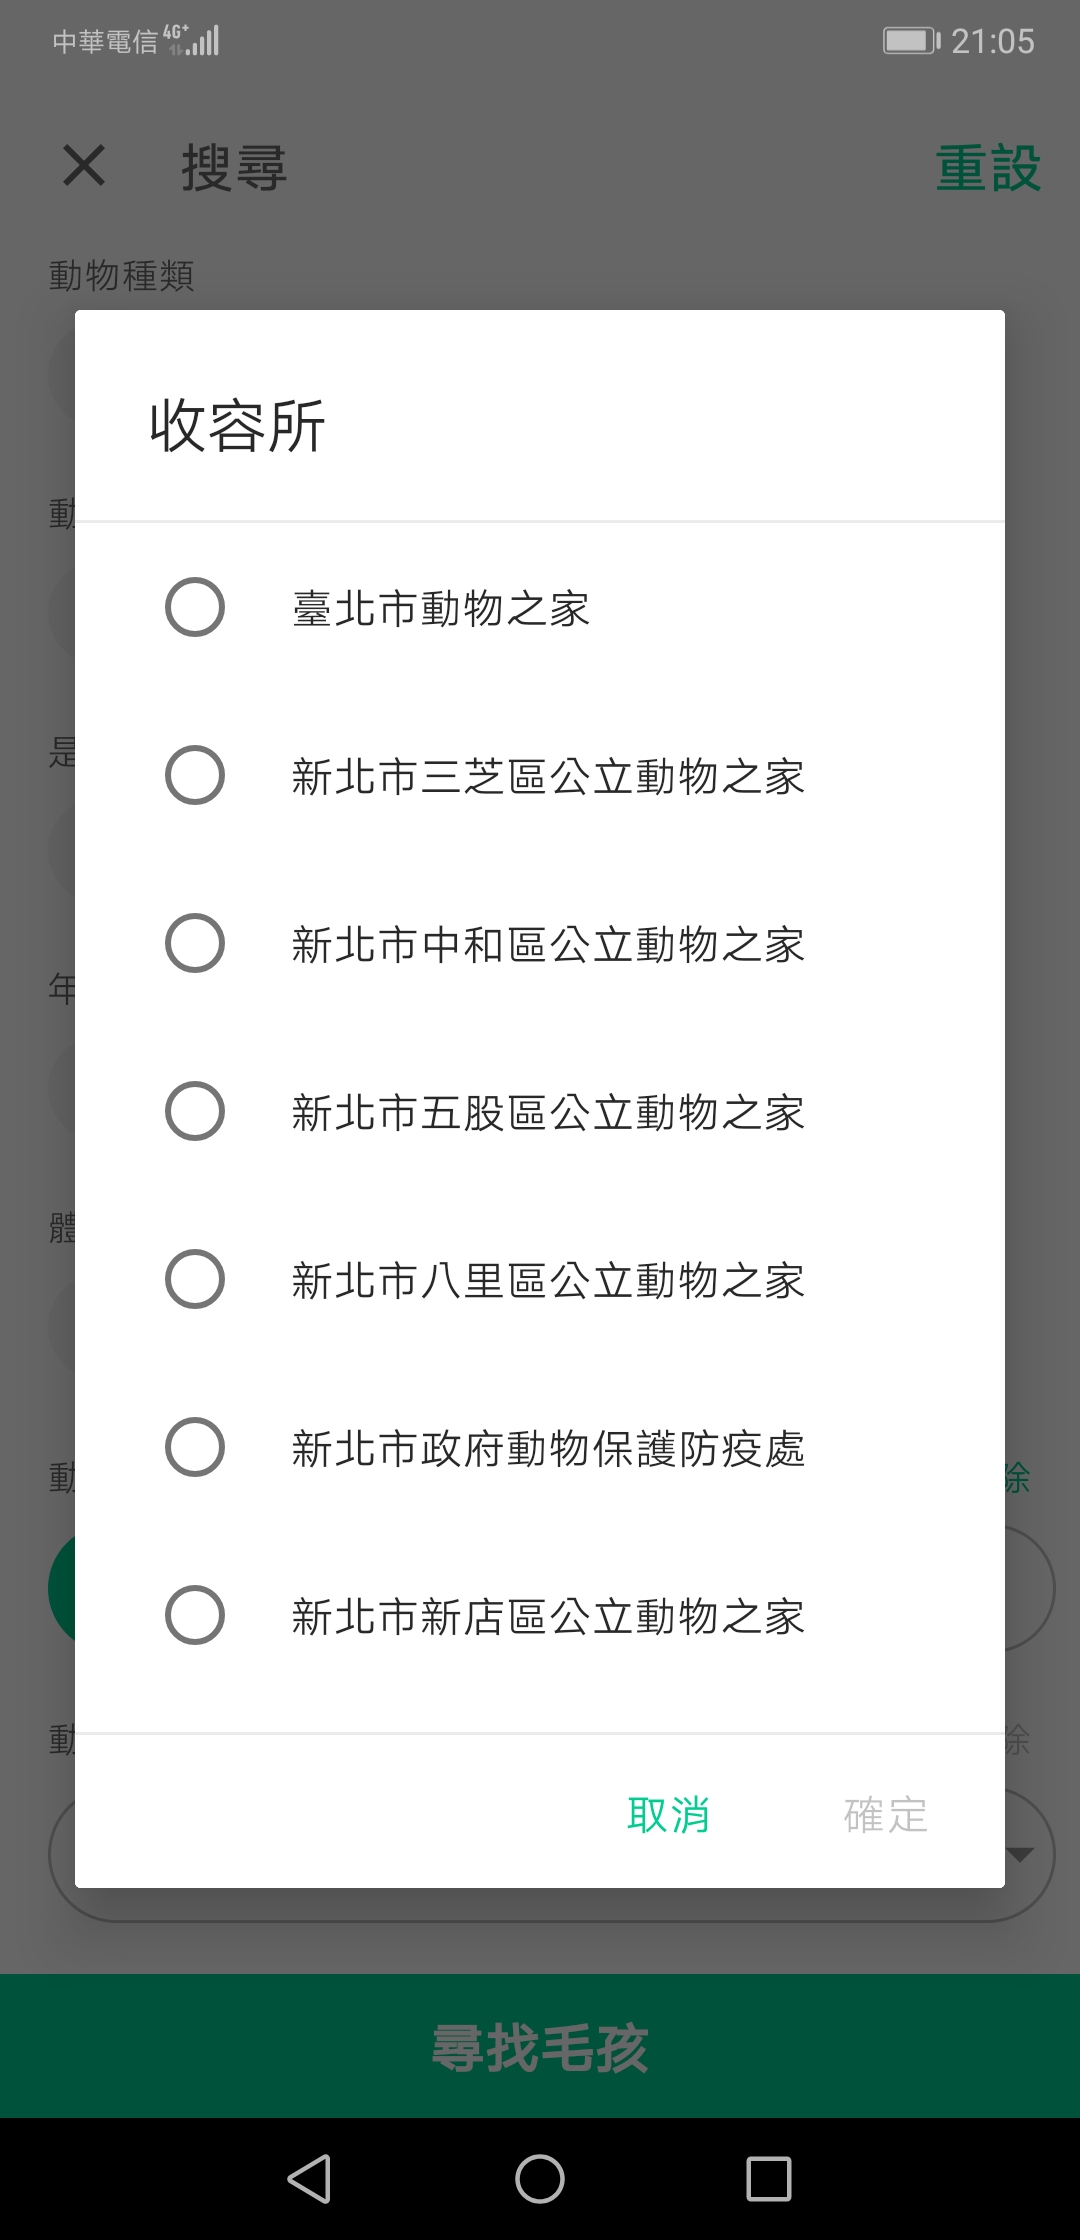 中華電信 4G+ 21:05
搜尋 重設
動物種類
收容所
動
臺北市動物之家
是
新北市三芝區公立動物之家
新北市中和區公立動物之家
年
新北市五股區公立動物之家
體
新北市八里區公立動物之家
新北市政府動物保護防疫處
動 除
新北市新店區公立動物之家
動 除
取消 確定
尋找毛孩